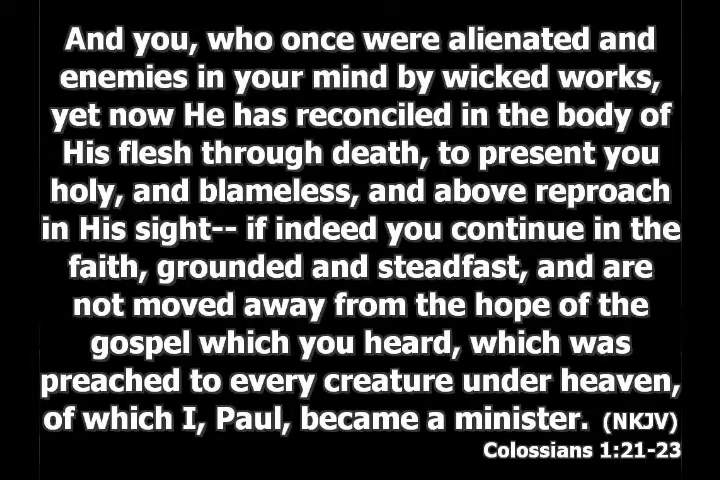 And you, who once were alienated and
enemies in your mind by wicked works,
yet now He has reconciled in the body of
His flesh through death, to present you
holy, and blameless, and above reproach
in His sight-- if indeed you continue in the
faith, grounded and steadfast, and are
not moved away from the hope of the
gospel which you heard, which was
preached to every creature under heaven,
of which I, Paul, became a minister. (NKJV)
Colossians 1:21-23